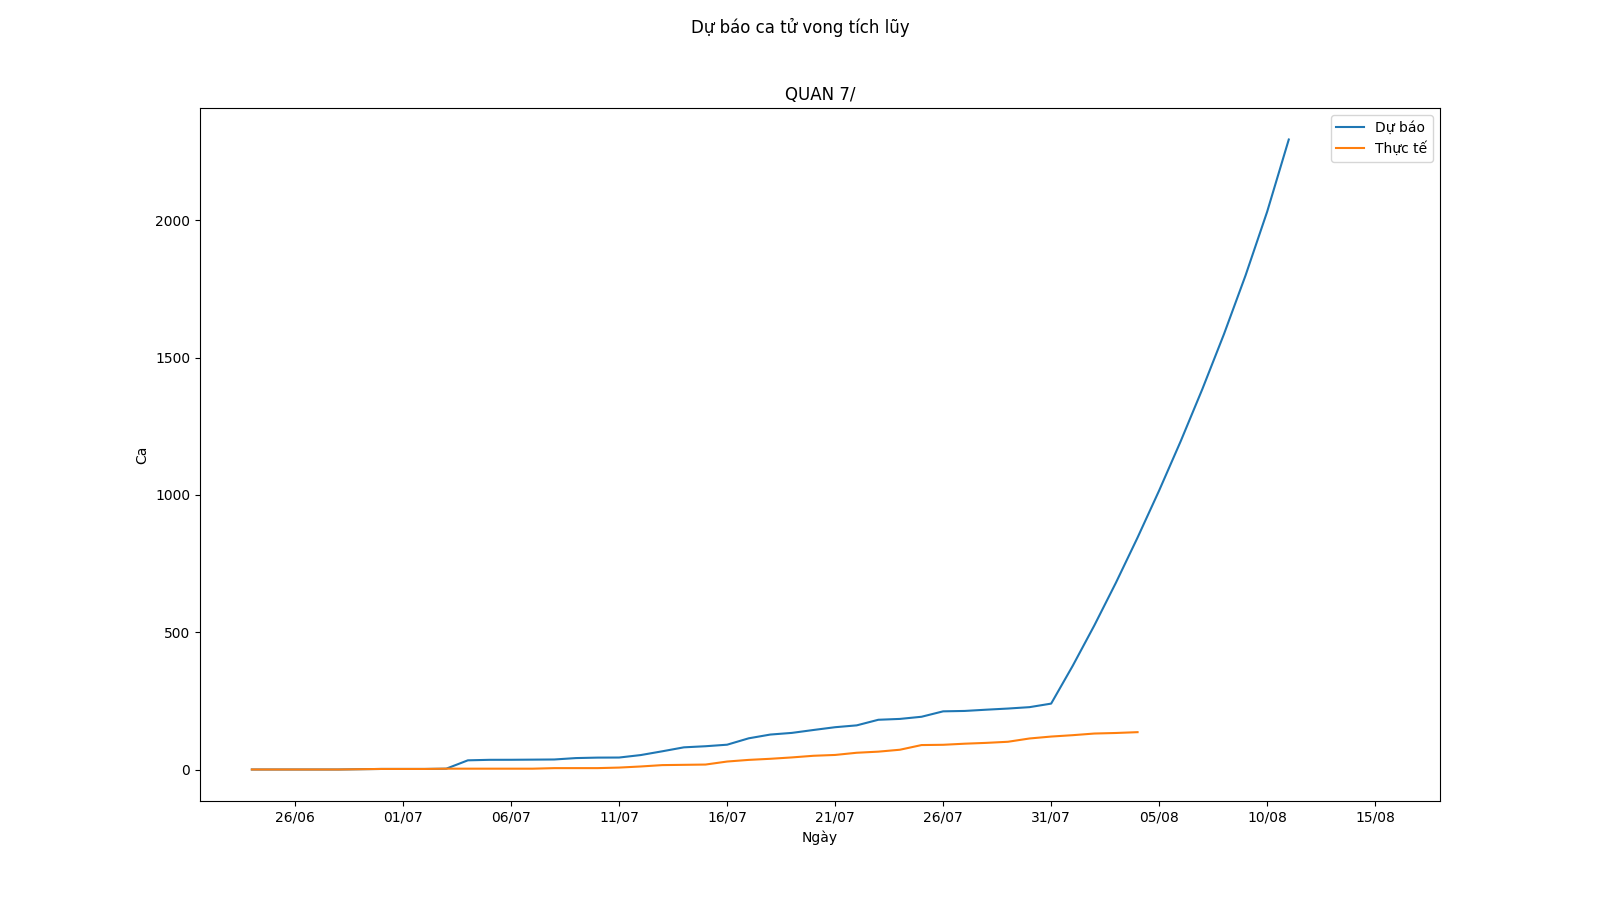 Dự báo ca tử vong tích lũy
QUAN 7/
Dự báo
Thực tế
2000
1500
1000
500
0
Ca
26/06 01/07 06/07 11/07 16/07 21/07 26/07 31/07 05/08 10/08 15/08
Ngày